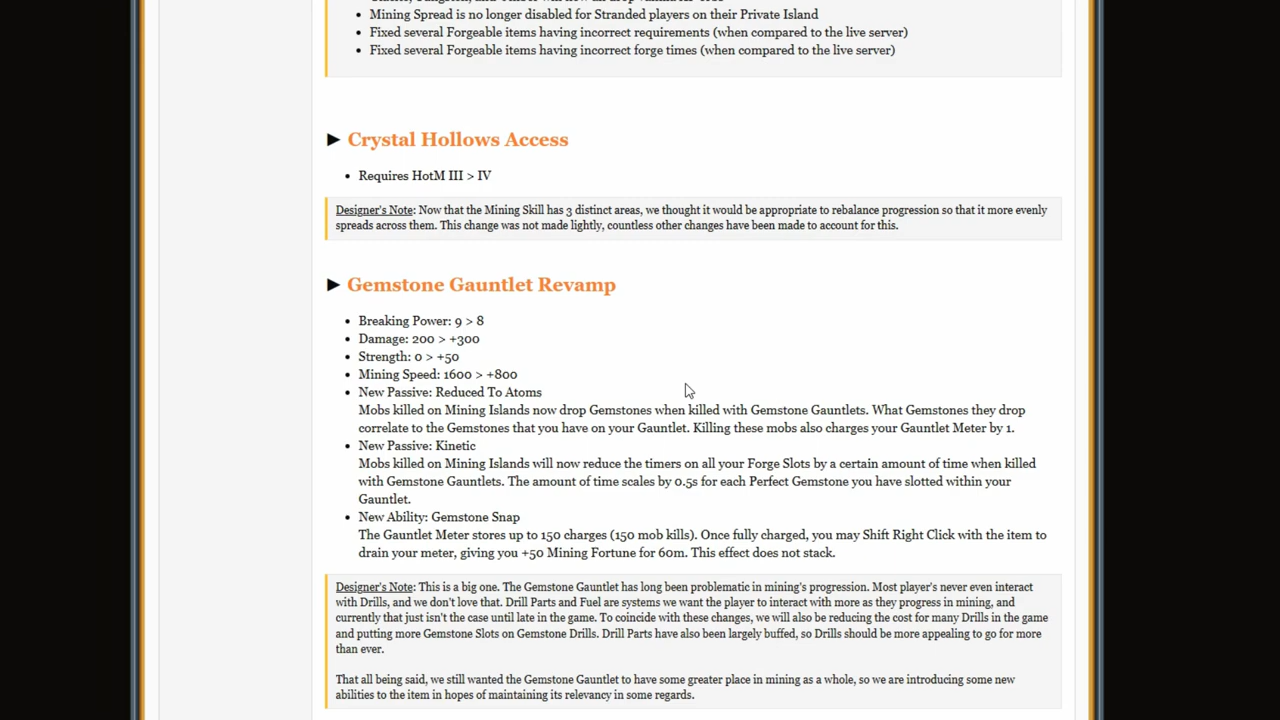 Mining Spread is no longer disabled for Stranded players on their Private Island
Fixed several Forgeable items having incorrect requirements (when compared to the live server)
Fixed several Forgeable items having incorrect forge times (when compared to the live server)
► Crystal Hollows Access
Requires HotM III > IV
Designer's Note: Now that the Mining Skill has 3 distinct areas, we thought it would be appropriate to rebalance progression so that it more evenly
spreads across them. This change was not made lightly, countless other changes have been made to account for this.
► Gemstone Gauntlet Revamp
Breaking Power: 9 > 8
Damage: 200 > +300
Strength: 0 > +50
Mining Speed: 1600 > +800
New Passive: Reduced To Atoms
Mobs killed on Mining Islands now drop Gemstones when killed with Gemstone Gauntlets. What Gemstones they drop
correlate to the Gemstones that you have on your Gauntlet. Killing these mobs also charges your Gauntlet Meter by 1.
New Passive: Kinetic
Mobs killed on Mining Islands will now reduce the timers on all your Forge Slots by a certain amount of time when killed
with Gemstone Gauntlets. The amount of time scales by 0.5s for each Perfect Gemstone you have slotted within your
Gauntlet.
New Ability: Gemstone Snap
The Gauntlet Meter stores up to 150 charges (150 mob kills). Once fully charged, you may Shift Right Click with the item to
drain your meter, giving you +50 Mining Fortune for 60m. This effect does not stack.
Designer's Note: This is a big one. The Gemstone Gauntlet has long been problematic in mining's progression. Most player's never even interact
with Drills, and we don't love that. Drill Parts and Fuel are systems we want the player to interact with more as they progress in mining, and
currently that just isn't the case until late in the game. To coincide with these changes, we will also be reducing the cost for many Drills in the game
and putting more Gemstone Slots on Gemstone Drills. Drill Parts have also been largely buffed, so Drills should be more appealing to go for more
than ever.
That all being said, we still wanted the Gemstone Gauntlet to have some greater place in mining as a whole, so we are introducing some new
abilities to the item in hopes of maintaining its relevancy in some regards.